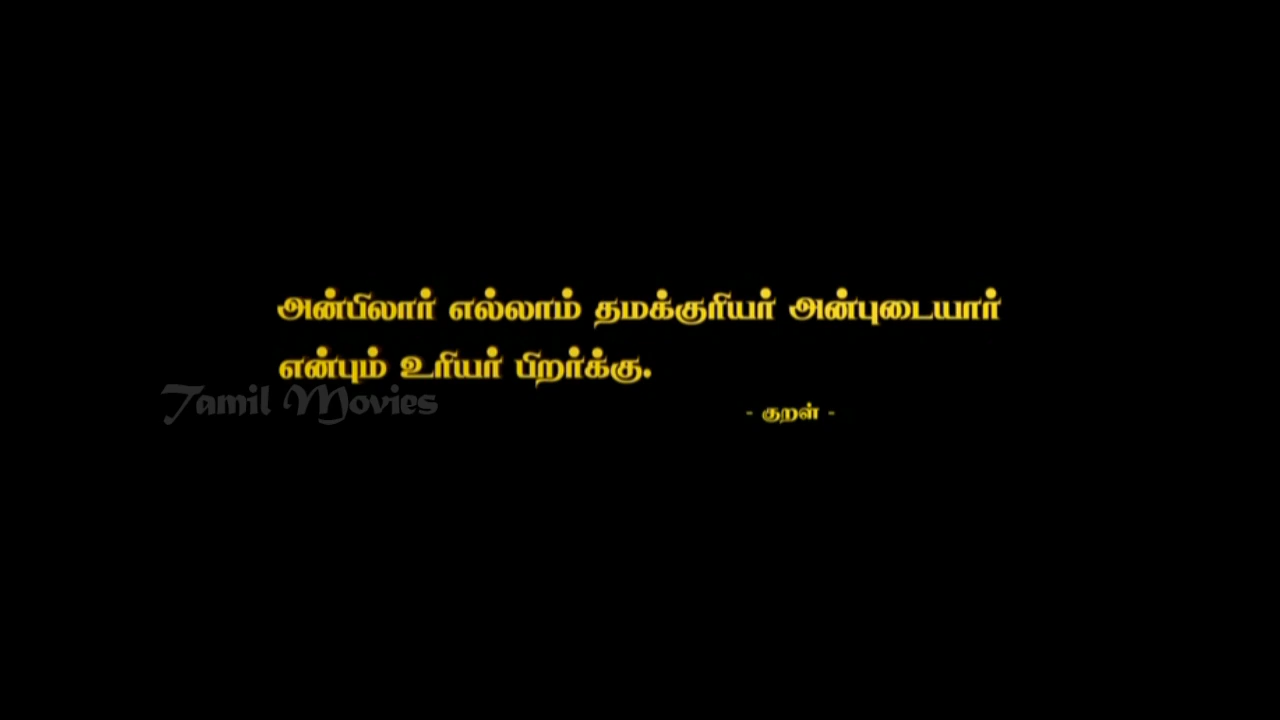 அன்பிலார் எல்லாம் தமக்குரியர் அன்புடையார்
என்பும் உரியர் பிறர்க்கு.
Tamil Movies
- குறள் -